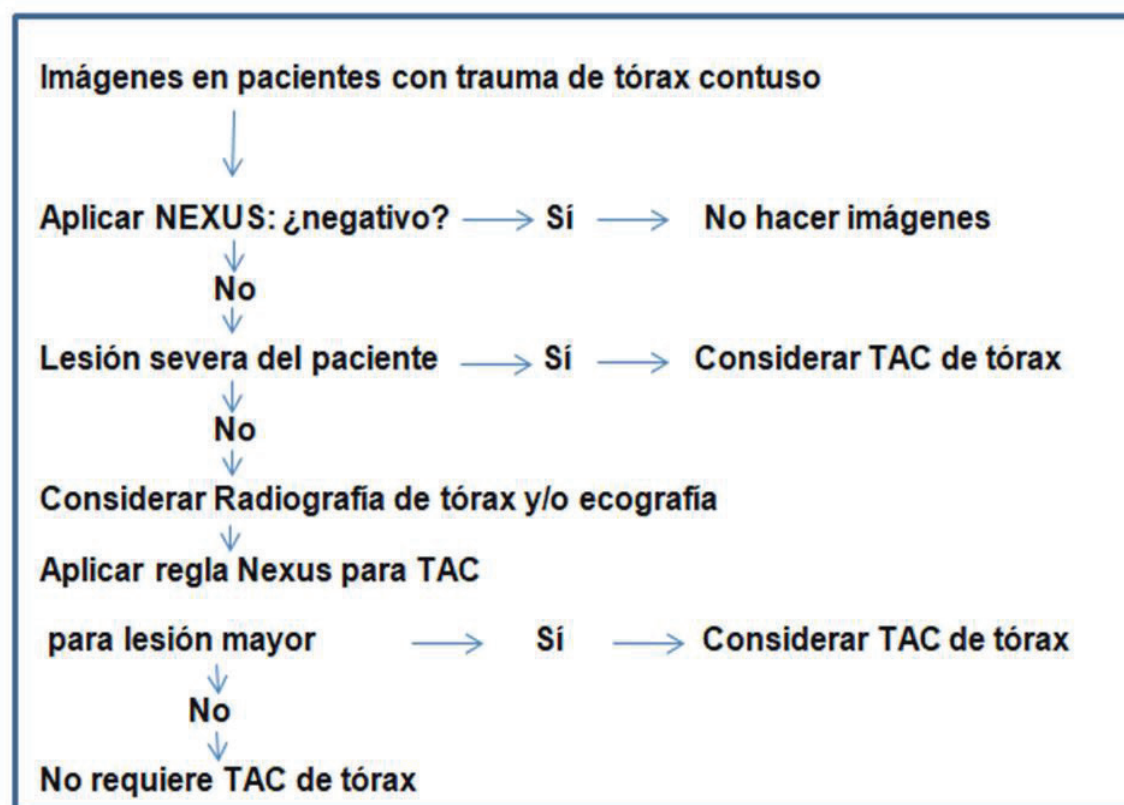 Imágenes en pacientes con trauma de tórax contuso
Aplicar NEXUS: ¿negativo? Sí No hacer imágenes
No
Lesión severa del paciente Sí Considerar TAC de tórax
No
Considerar Radiografía de tórax y/o ecografía
Aplicar regla Nexus para TAC
para lesión mayor Sí Considerar TAC de tórax
No
No requiere TAC de tórax